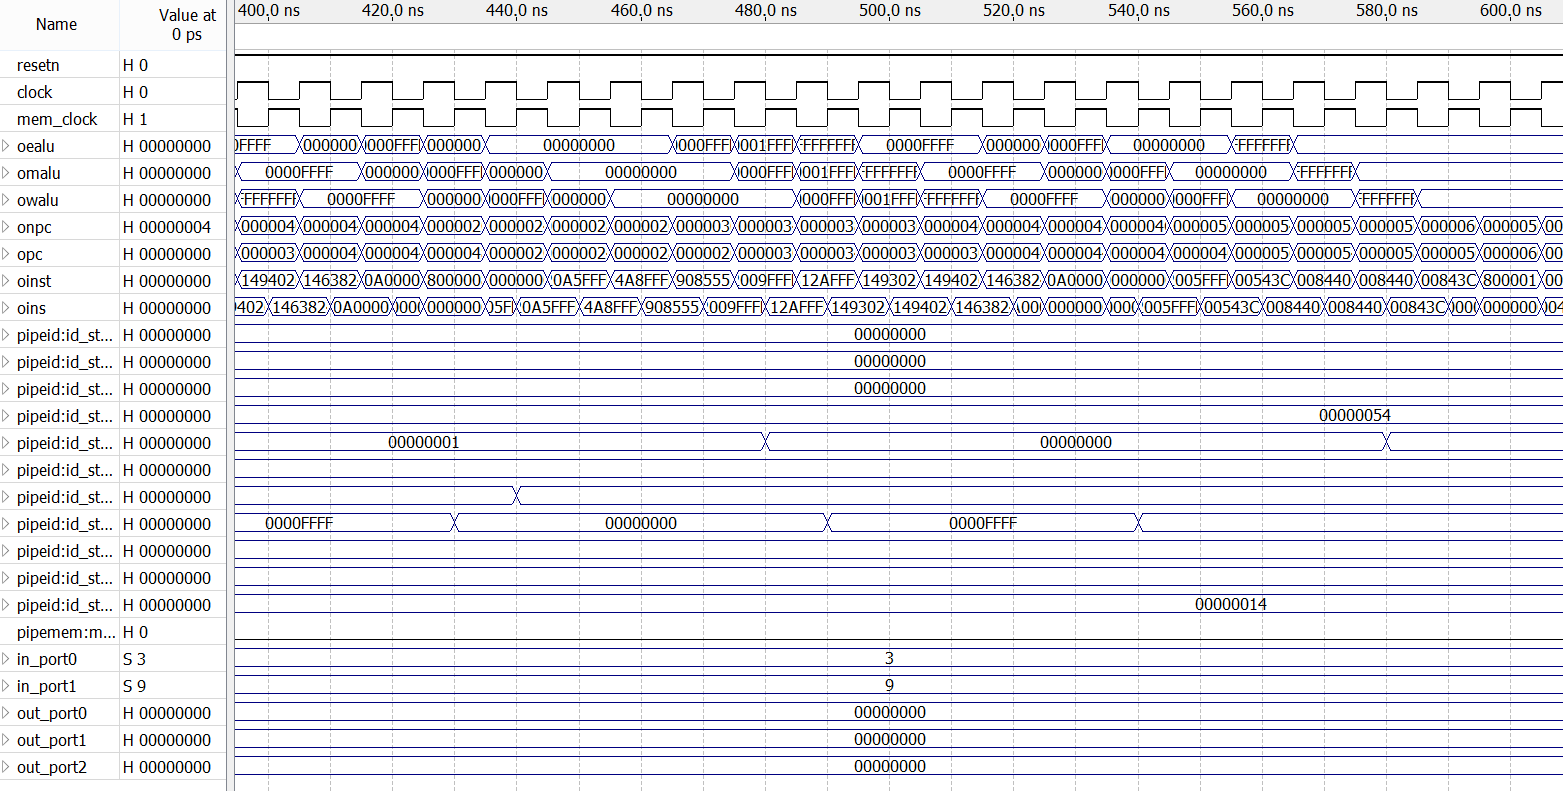 Name Value at 0 ps 400.0 ns 420.0 ns 440.0 ns 460.0 ns 480.0 ns 500.0 ns 520.0 ns 540.0 ns 560.0 ns 580.0 ns 600.0 ns
resetn H 0
clock H 0
mem_clock H 1
oealu H 00000000 0FFFF 000000 000FFF 000000 00000000 000FFF 001FFF FFFFFFF 0000FFFF 000000 000FFF 00000000 FFFFFFF
omalu H 00000000 0000FFFF 000000 000FFF 000000 00000000 000FFF 001FFF FFFFFFF 0000FFFF 000000 000FFF 00000000 FFFFFFF
owalu H 00000000 FFFFFFF 0000FFFF 000000 000FFF 000000 00000000 000FFF 001FFF FFFFFFF 0000FFFF 000000 000FFF 00000000 FFFFFFF
onpc H 00000004 000004 000004 000004 000002 000002 000002 000002 000003 000003 000003 000003 000004 000004 000004 000004 000005 000005 000005 000005 000006 000005 00
opc H 00000000 000003 000004 000004 000004 000002 000002 000002 000002 000003 000003 000003 000003 000004 000004 000004 000004 000005 000005 000005 000005 000006 00
oinst H 00000000 149402 146382 0A0000 800000 000000 0A5FFF 4A8FFF 908555 009FFF 12AFFF 149302 149402 146382 0A0000 000000 005FFF 00543C 008440 008440 00843C 800001 00
oins H 00000000 9402 146382 0A0000 000 000000 05FF 0A5FFF 4A8FFF 908555 009FFF 12AFFF 149302 149402 146382 000000 005FFF 00543C 008440 008440 00843C 000 000000 04
pipeid:id_st... H 00000000 00000000
pipeid:id_st... H 00000000 00000000
pipeid:id_st... H 00000000 00000000
pipeid:id_st... H 00000000 00000054
pipeid:id_st... H 00000000 00000001 00000000
pipeid:id_st... H 00000000
pipeid:id_st... H 00000000
pipeid:id_st... H 00000000 0000FFFF 00000000 0000FFFF
pipeid:id_st... H 00000000
pipeid:id_st... H 00000000
pipeid:id_st... H 00000000 00000014
pipemem:m... H 0
in_port0 S 3 3
in_port1 S 9 9
out_port0 H 00000000 00000000
out_port1 H 00000000 00000000
out_port2 H 00000000 00000000